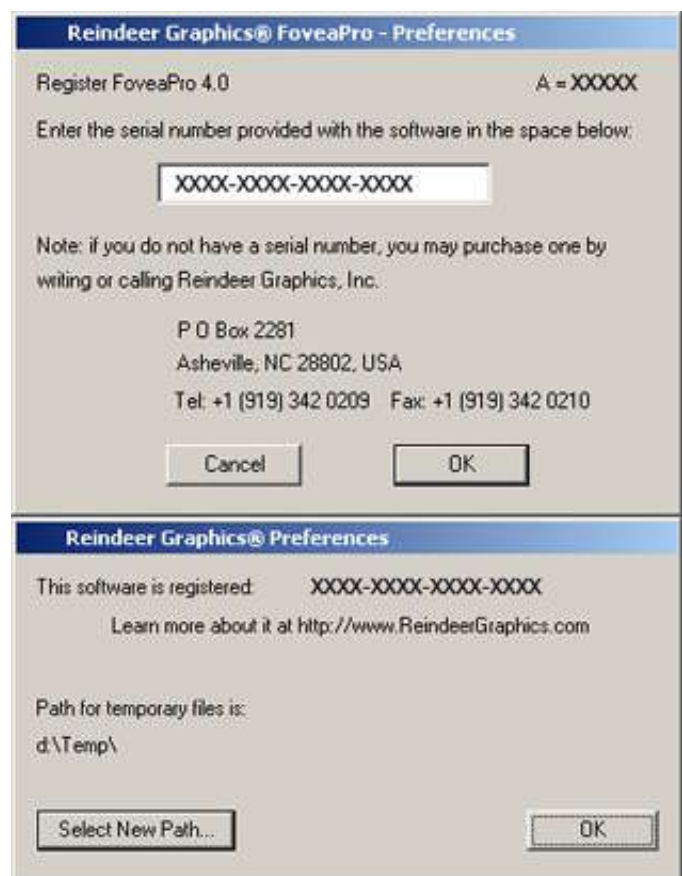 Reindeer Graphics® FoveaPro - Preferences
Register FoveaPro 4.0 A = XXXXX
Enter the serial number provided with the software in the space below:
XXXX-XXXX-XXXX-XXXX
Note: if you do not have a serial number, you may purchase one by
writing or calling Reindeer Graphics, Inc.
P O Box 2281
Asheville, NC 28802, USA
Tel: +1 (919) 342 0209 Fax: +1 (919) 342 0210
Cancel OK
Reindeer Graphics® Preferences
This software is registered: XXXX-XXXX-XXXX-XXXX
Learn more about it at http://www.ReindeerGraphics.com
Path for temporary files is:
d:\Temp\
Select New Path... OK